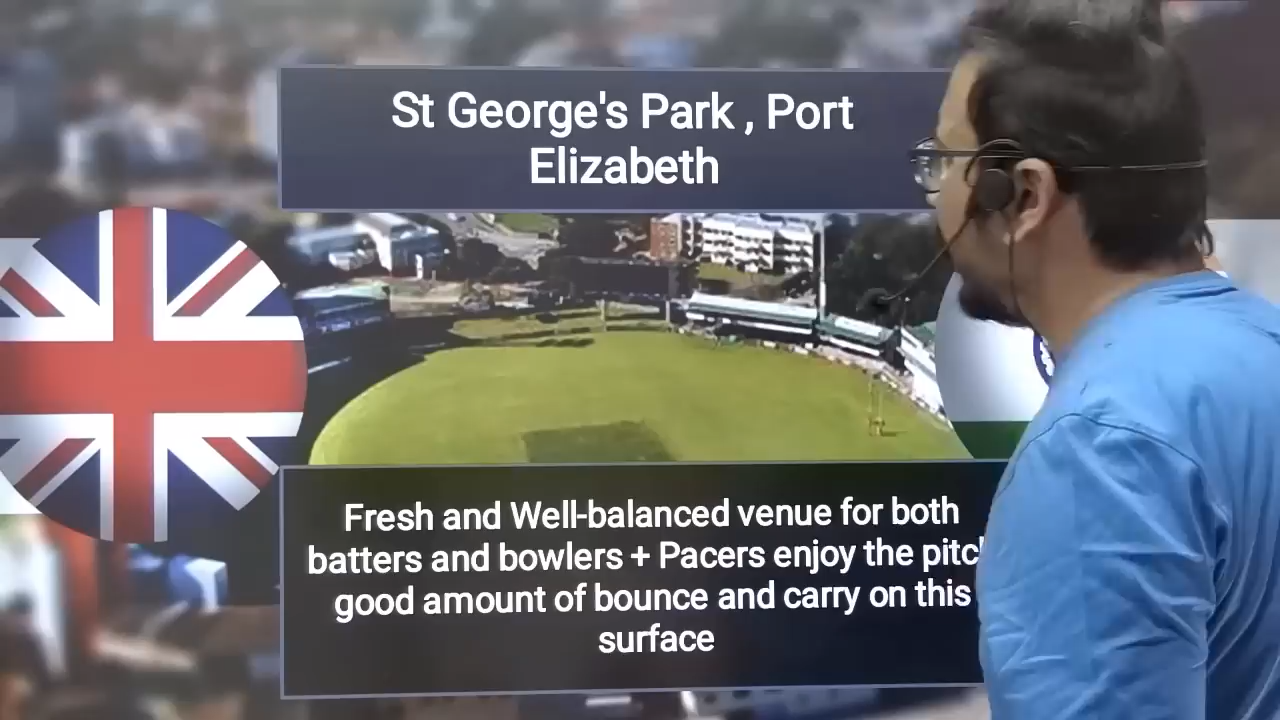 St George's Park , Port
Elizabeth
Fresh and Well-balanced venue for both
batters and bowlers + Pacers enjoy the
good amount of bounce and carry on this
surface